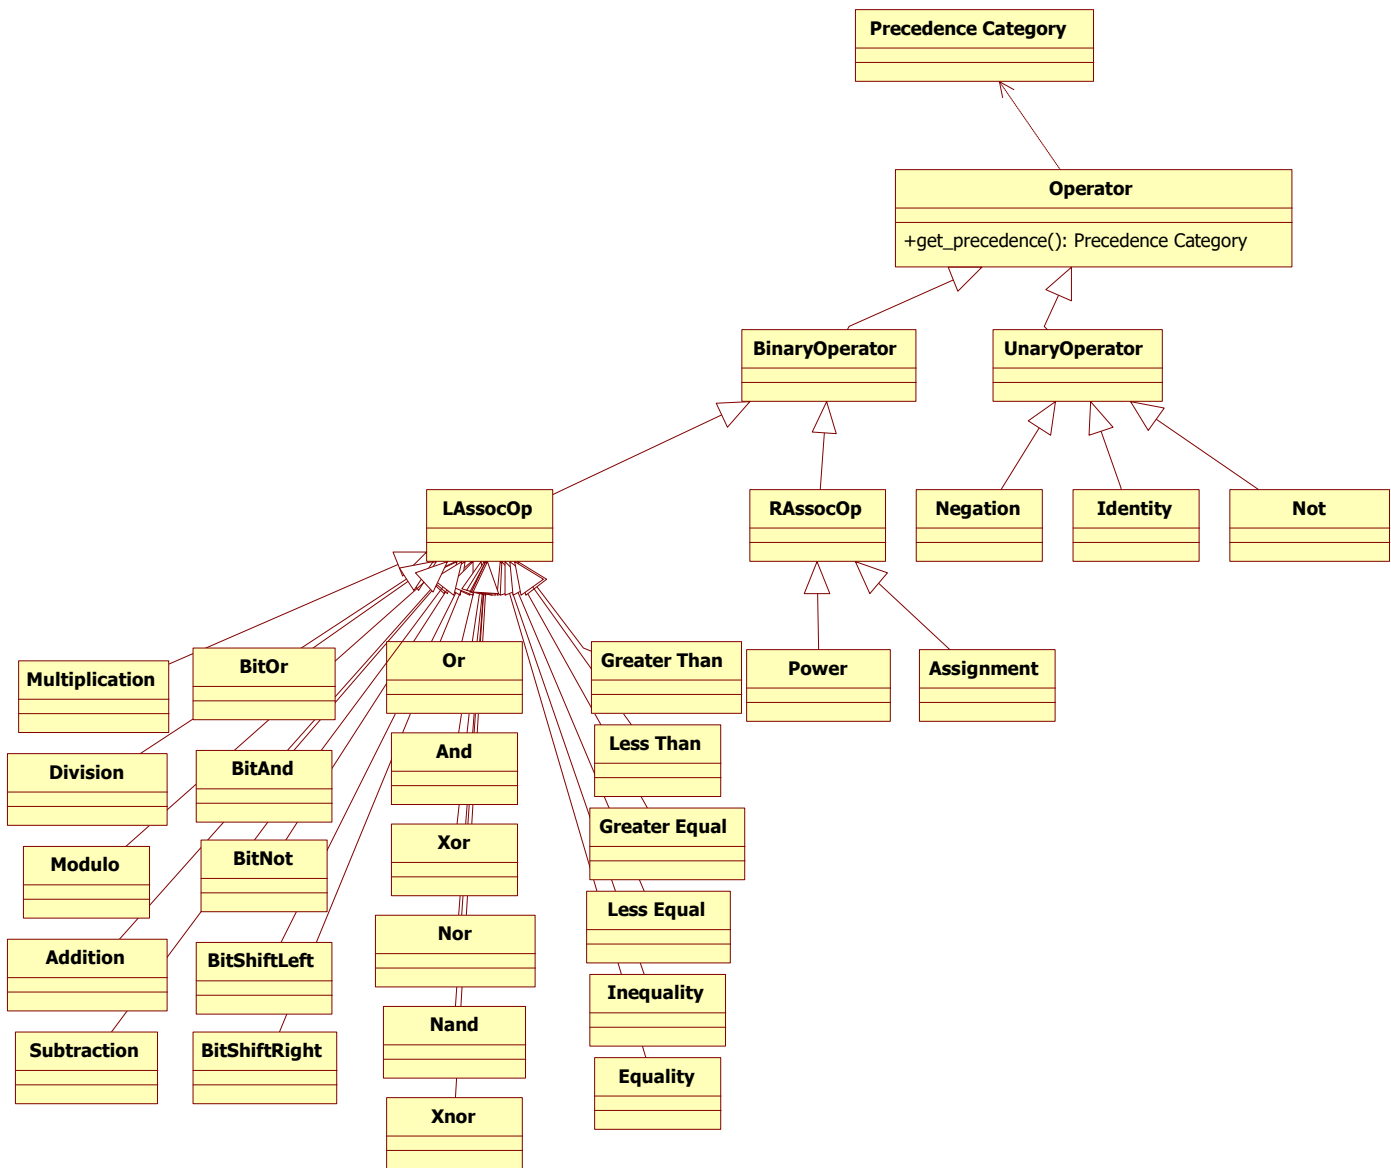 Precedence Category
Operator
+get_precedence(): Precedence Category
BinaryOperator
UnaryOperator
LAssocOp
RAssocOp
Negation
Identity
Not
Multiplication
BitOr
Or
Greater Than
Power
Assignment
Division
BitAnd
And
Less Than
Modulo
BitNot
Xor
Greater Equal
Addition
BitShiftLeft
Nor
Less Equal
Subtraction
BitShiftRight
Nand
Inequality
Xnor
Equality